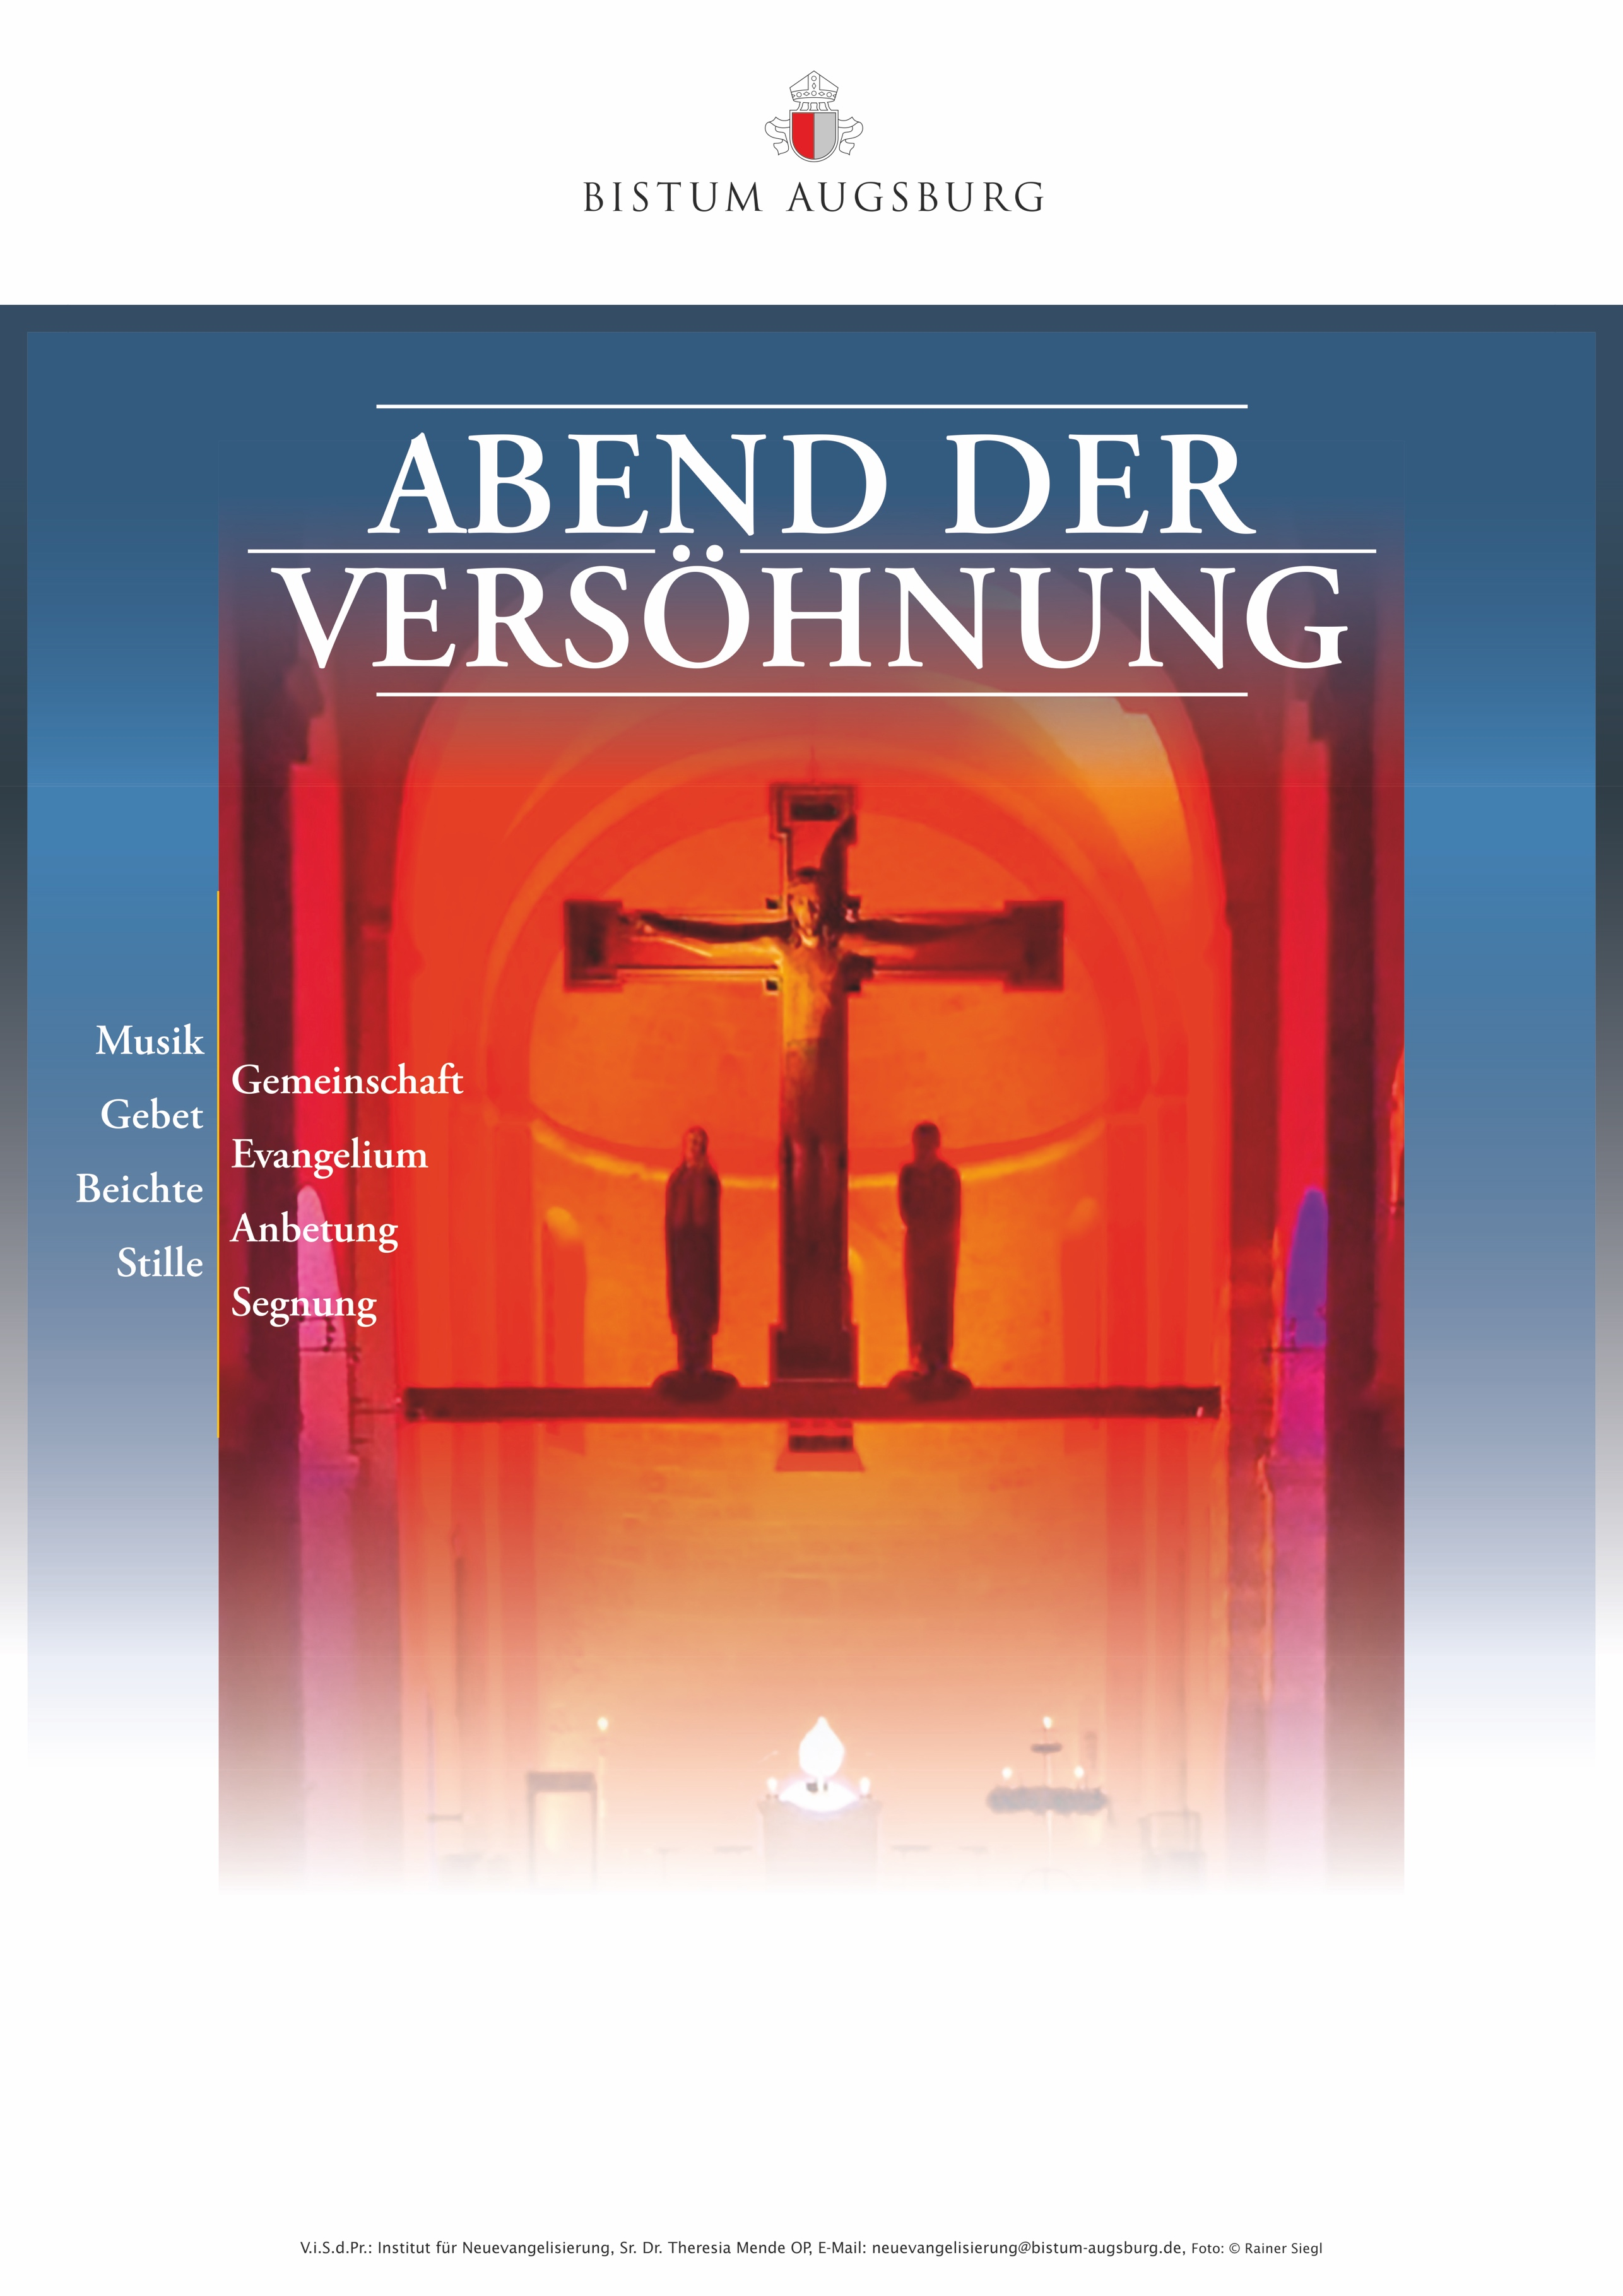 BISTUM AUGSBURG
ABEND DER
VERSÖHNUNG
Musik
Gemeinschaft
Gebet
Evangelium
Beichte
Anbetung
Stille
Segnung
V.i.S.d.Pr.: Institut für Neuevangelisierung, Sr. Dr. Theresia Mende OP, E-Mail: neuevangelisierung@bistum-augsburg.de, Foto: © Rainer Siegl